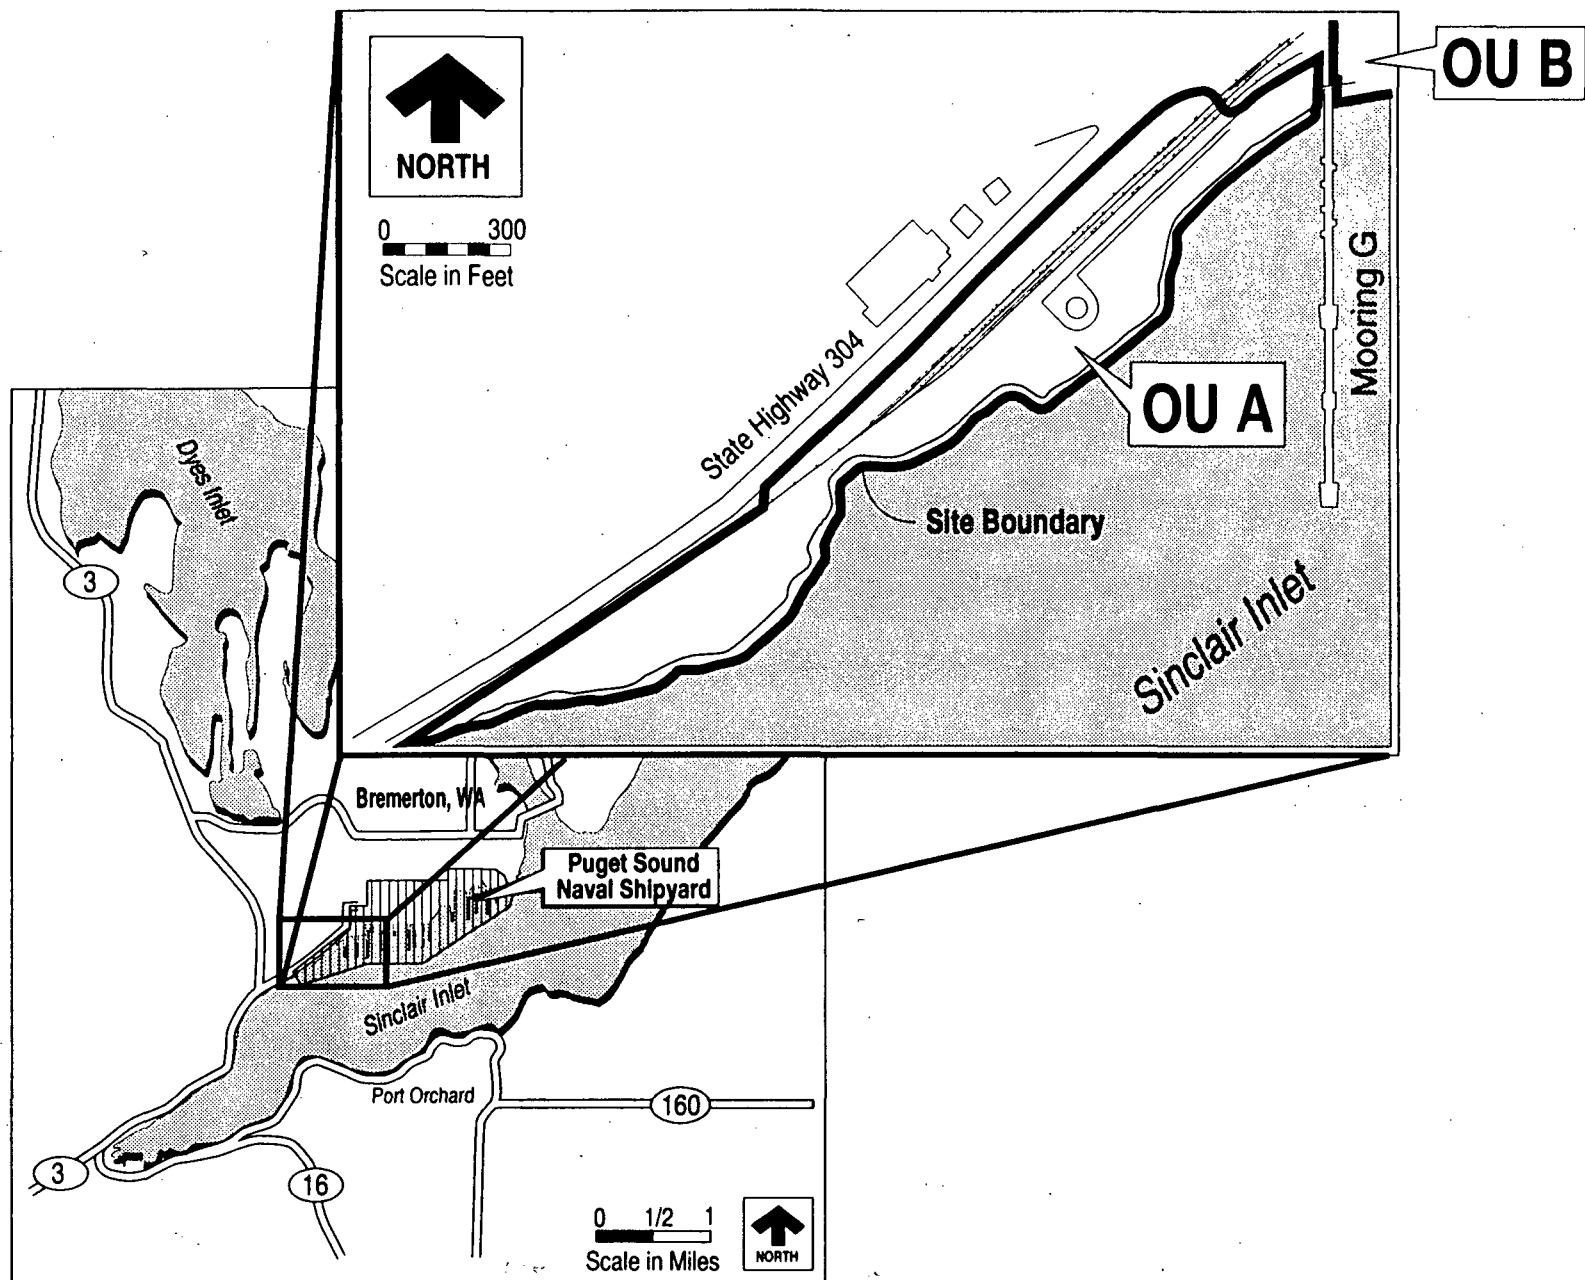 OU B
NORTH
0 300
Scale in Feet
Mooring G
State Highway 304
OU A
Site Boundary
Sinclair Inlet
Dyes Inlet
3
Bremerton, WA
Puget Sound
Naval Shipyard
Sinclair Inlet
Port Orchard
160
3
16
0 1/2 1
Scale in Miles
NORTH